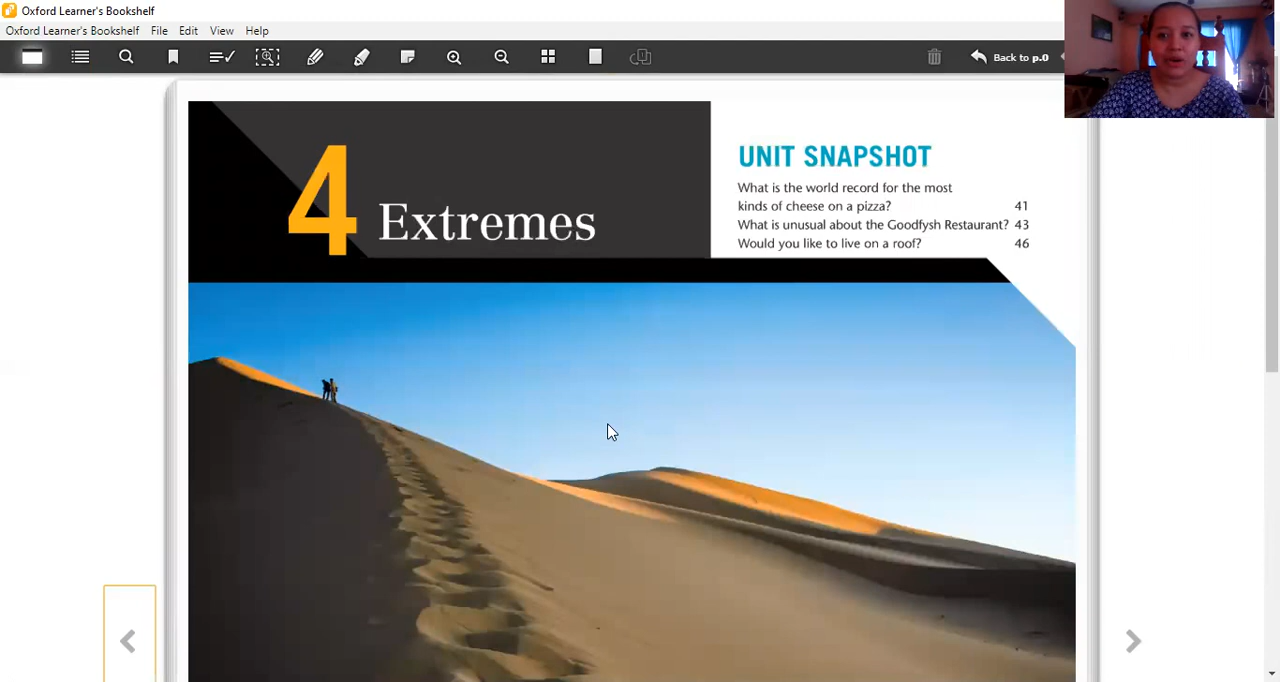 Oxford Learner's Bookshelf
Oxford Learner's Bookshelf File Edit View Help
Back to p.0
4 Extremes
UNIT SNAPSHOT
What is the world record for the most
kinds of cheese on a pizza? 41
What is unusual about the Goodfysh Restaurant? 43
Would you like to live on a roof? 46